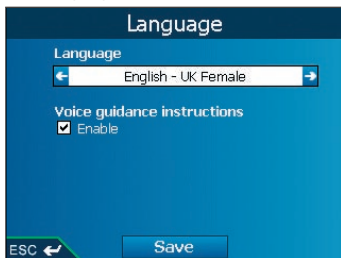 Language
Language
English - UK Female
Voice guidance instructions
Enable
ESC
Save